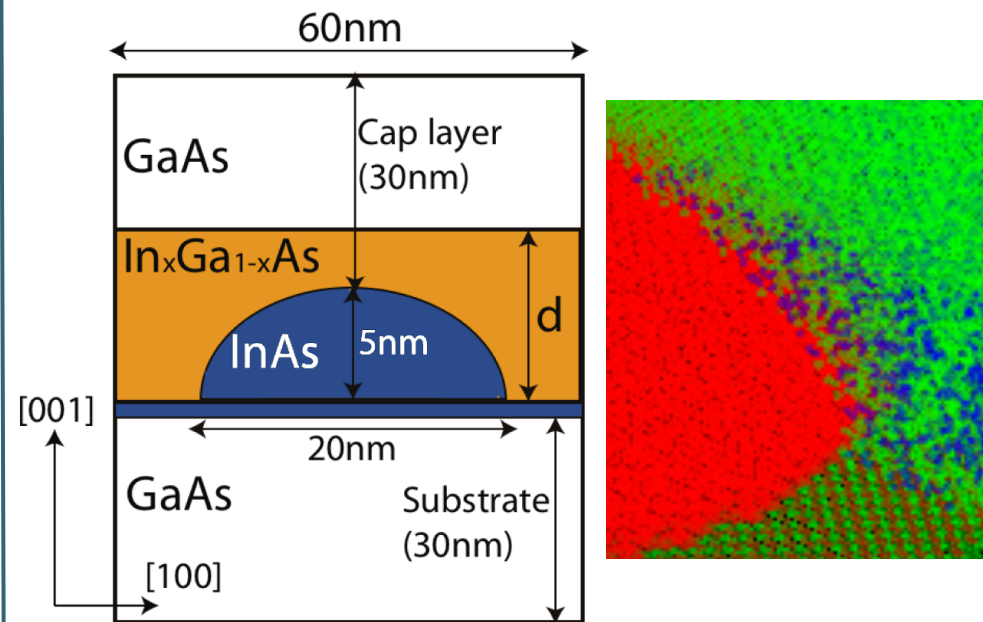 60nm
Cap layer
(30nm)
GaAs
InxGa1-xAs
d
InAs
5nm
[001]
20nm
GaAs
Substrate
(30nm)
[100]